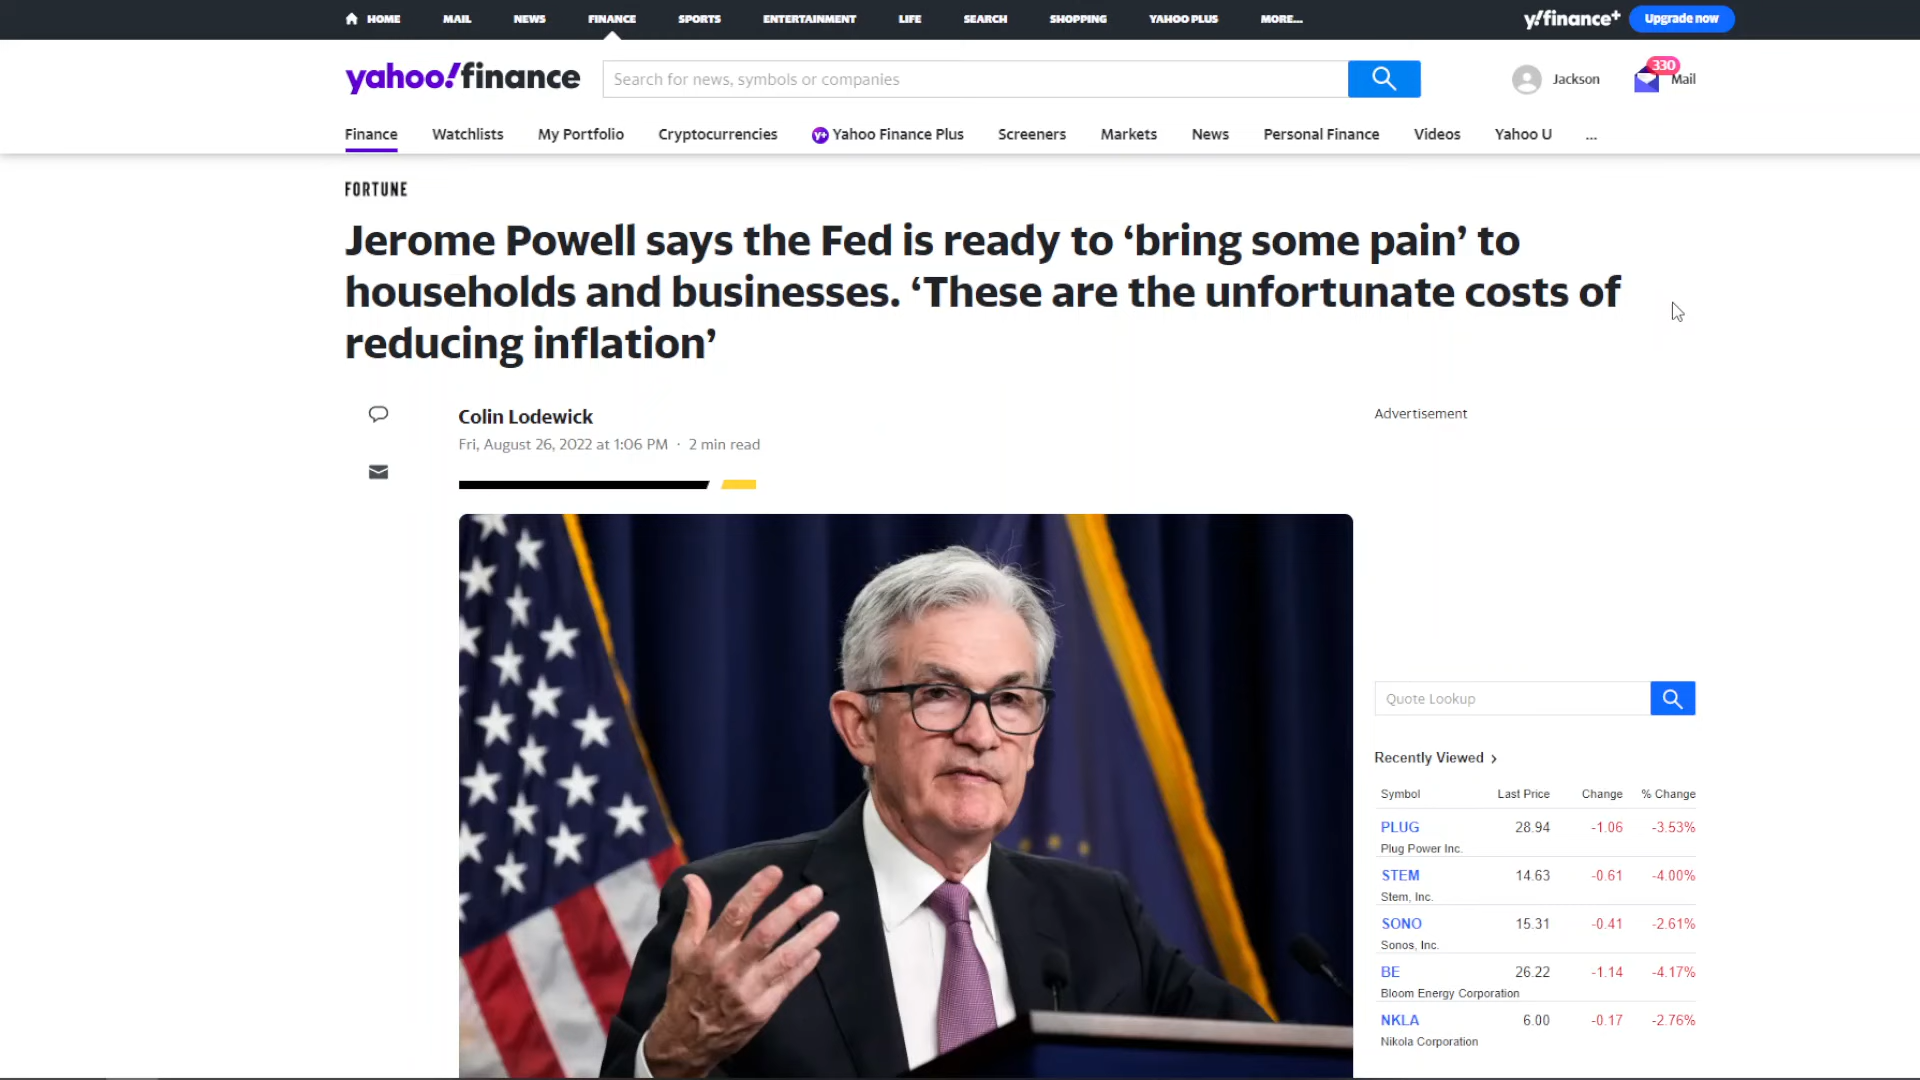 HOME MAIL NEWS FINANCE SPORTS ENTERTAINMENT LIFE SEARCH SHOPPING YAHOO PLUS MORE... y!finance+ Upgrade now
yahoo!finance Search for news, symbols or companies Jackson 330 Mail
Finance Watchlists My Portfolio Cryptocurrencies y+ Yahoo Finance Plus Screeners Markets News Personal Finance Videos Yahoo U ...
FORTUNE
Jerome Powell says the Fed is ready to ‘bring some pain’ to
households and businesses. ‘These are the unfortunate costs of
reducing inflation’
Colin Lodewick
Fri, August 26, 2022 at 1:06 PM · 2 min read
Advertisement
Quote Lookup
Recently Viewed >
Symbol Last Price Change % Change
PLUG 28.94 -1.06 -3.53%
Plug Power Inc.
STEM 14.63 -0.61 -4.00%
Stem, Inc.
SONO 15.31 -0.41 -2.61%
Sonos, Inc.
BE 26.22 -1.14 -4.17%
Bloom Energy Corporation
NKLA 6.00 -0.17 -2.76%
Nikola Corporation